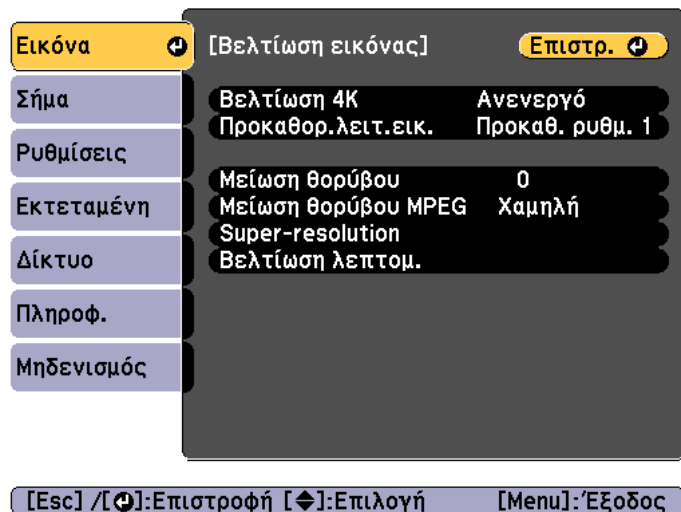 Εικόνα
Σήμα
Ρυθμίσεις
Εκτεταμένη
Δίκτυο
Πληροφ.
Μηδενισμός
[Βελτίωση εικόνας] Επιστρ.
Βελτίωση 4K Ανενεργό
Προκαθορ.λειτ.εικ. Προκαθ. ρυθμ. 1
Μείωση θορύβου 0
Μείωση θορύβου MPEG Χαμηλή
Super-resolution
Βελτίωση λεπτομ.
[Esc] /[⏎]:Επιστροφή [◆]:Επιλογή [Menu]:Έξοδος